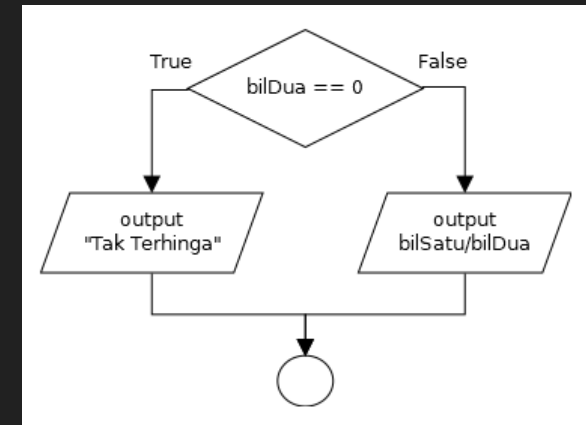 True
False
bilDua == 0
output
"Tak Terhinga"
output
bilSatu/bilDua